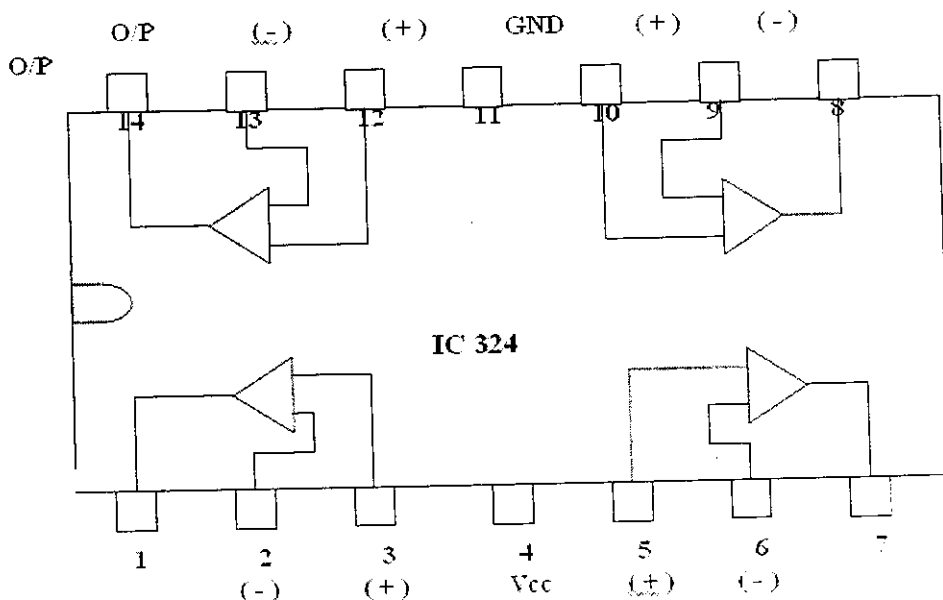 O/P (-) (+) GND (+) (-)
O/P
14 13 12 11 10 9 8
IC 324
1 2 3 4 5 6 7
(-) (+) Vcc (+) (-)